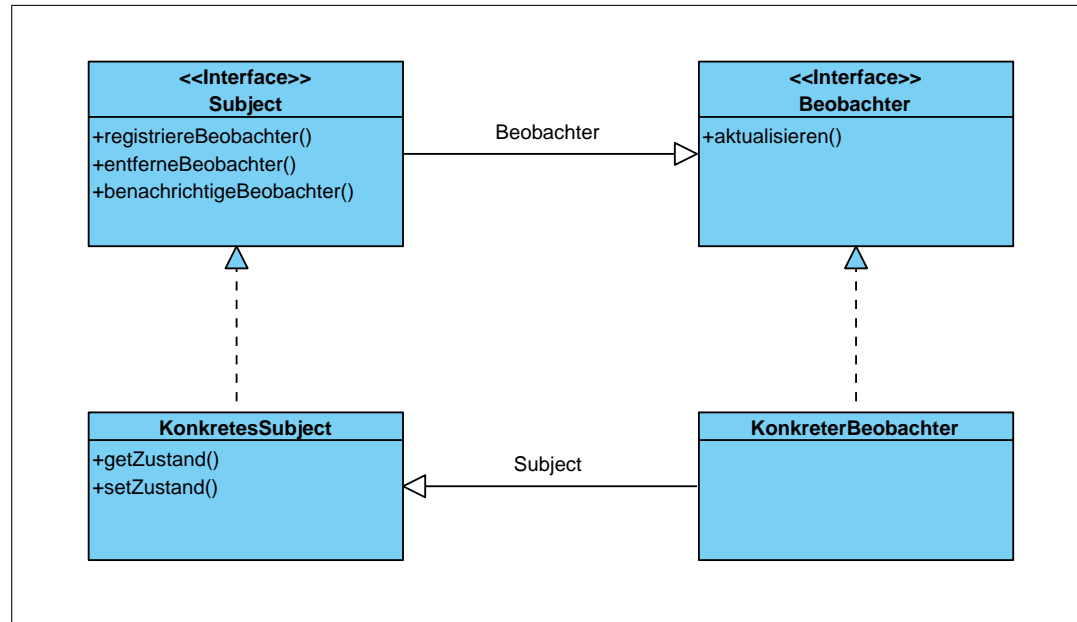 <<Interface>>
Subject
+registriereBeobachter()
+entferneBeobachter()
+benachrichtigeBeobachter()
Beobachter
<<Interface>>
Beobachter
+aktualisieren()
KonkretesSubject
+getZustand()
+setZustand()
Subject
KonkreterBeobachter